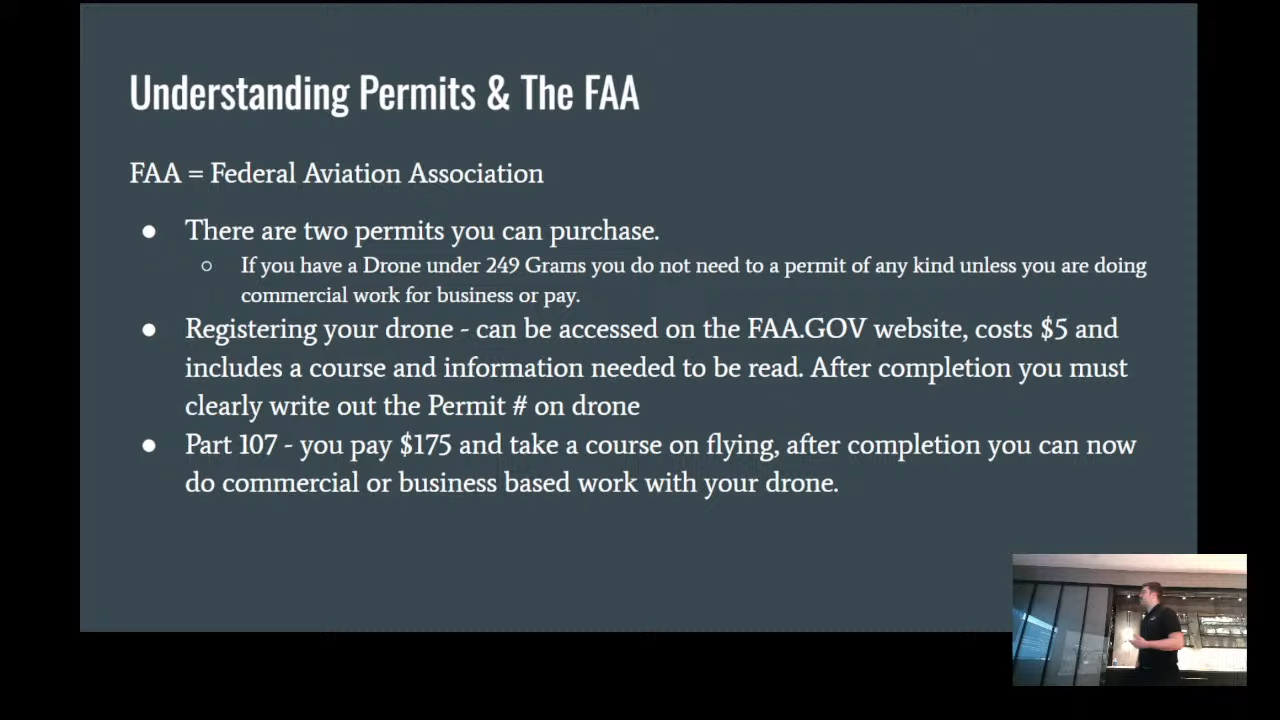 Understanding Permits & The FAA
FAA = Federal Aviation Association
● There are two permits you can purchase.
○ If you have a Drone under 249 Grams you do not need to a permit of any kind unless you are doing
commercial work for business or pay.
● Registering your drone - can be accessed on the FAA.GOV website, costs $5 and
includes a course and information needed to be read. After completion you must
clearly write out the Permit # on drone
● Part 107 - you pay $175 and take a course on flying, after completion you can now
do commercial or business based work with your drone.